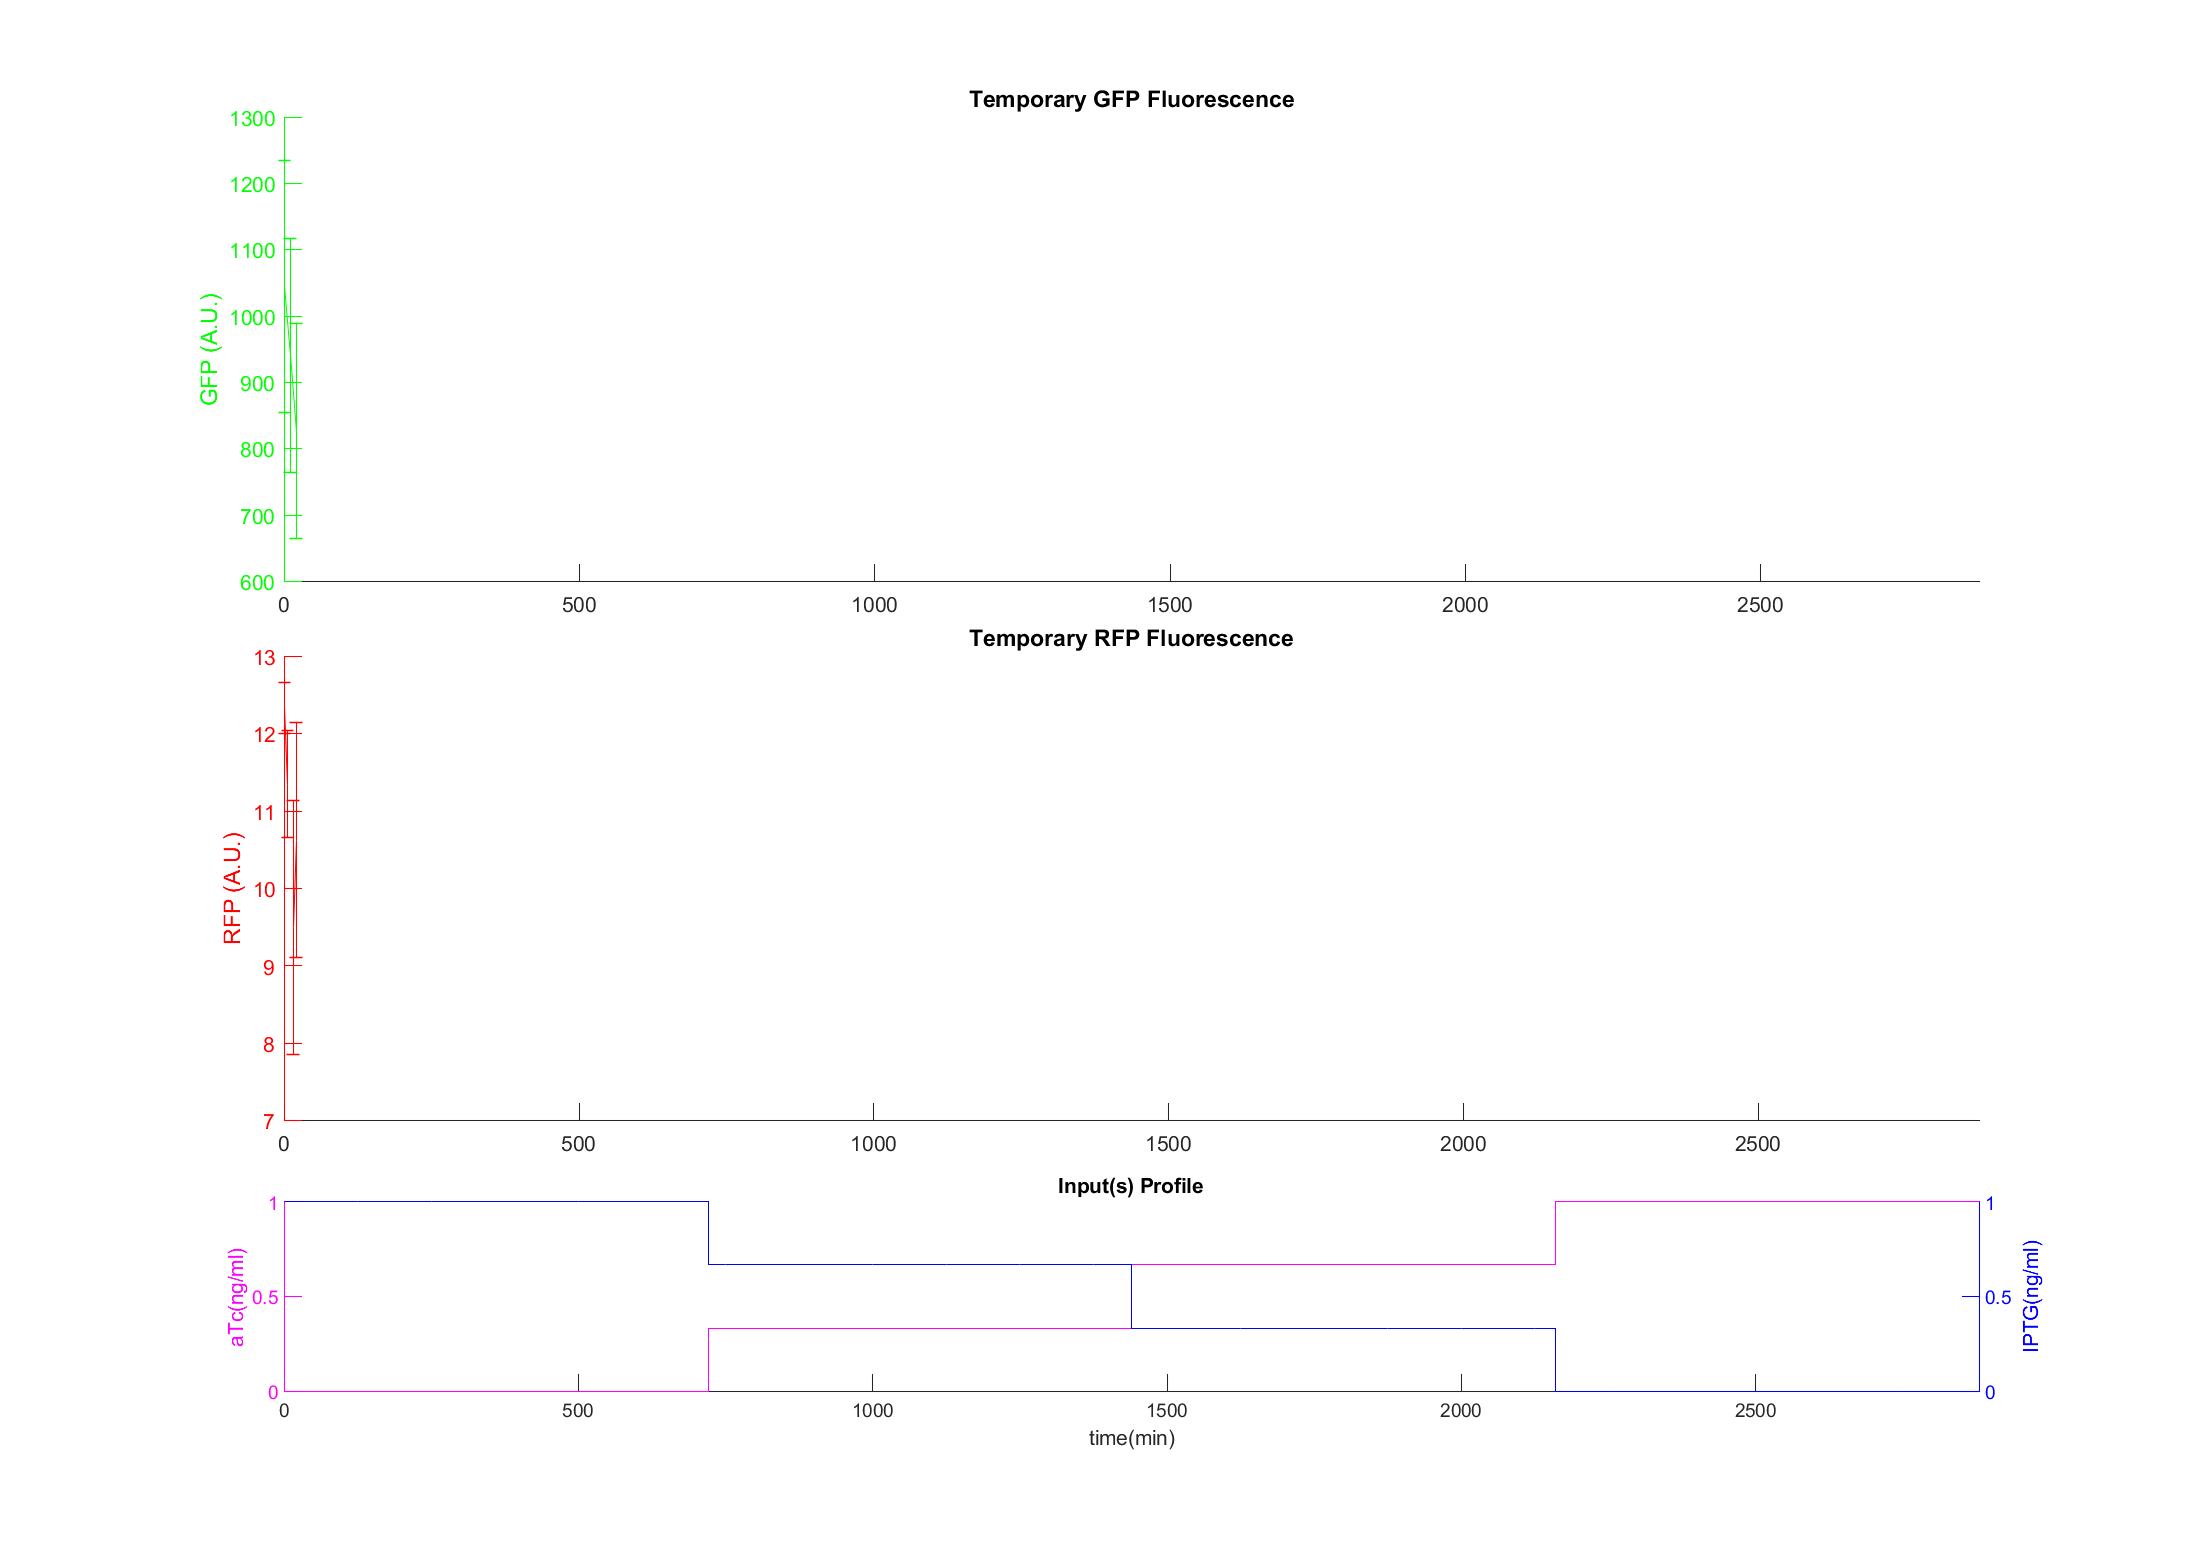 Temporary GFP Fluorescence
1300
1200
1100
1000
900
800
700
600
GFP (A.U.)
0 500 1000 1500 2000 2500
Temporary RFP Fluorescence
13
12
11
10
9
8
7
RFP (A.U.)
0 500 1000 1500 2000 2500
Input(s) Profile
1
0.5
0
aTc(ng/ml)
1
0.5
0
IPTG(ng/ml)
0 500 1000 1500 2000 2500
time(min)